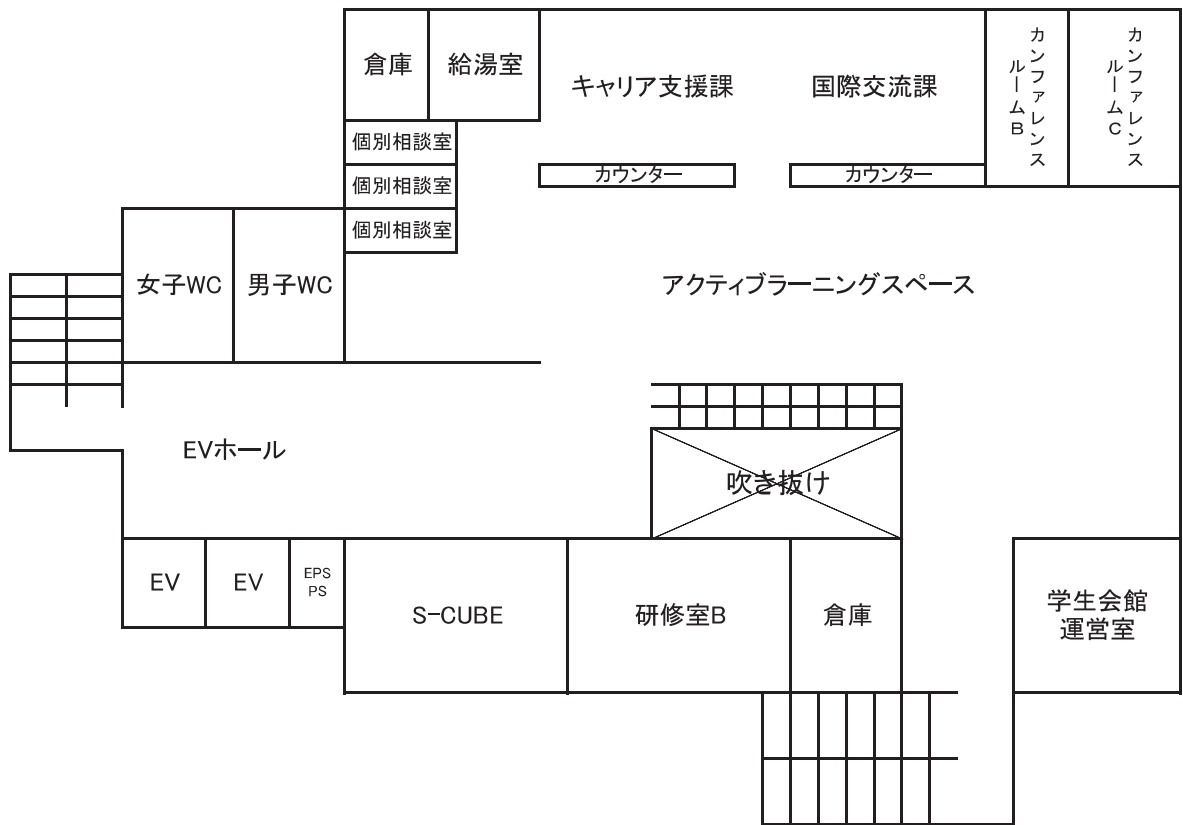 倉庫
給湯室
キャリア支援課
国際交流課
カンファレンス
ルームB
カンファレンス
ルームC
個別相談室
個別相談室
個別相談室
カウンター
カウンター
女子WC
男子WC
アクティブラーニングスペース
EVホール
吹き抜け
EV
EV
EPS
PS
S-CUBE
研修室B
倉庫
学生会館
運営室